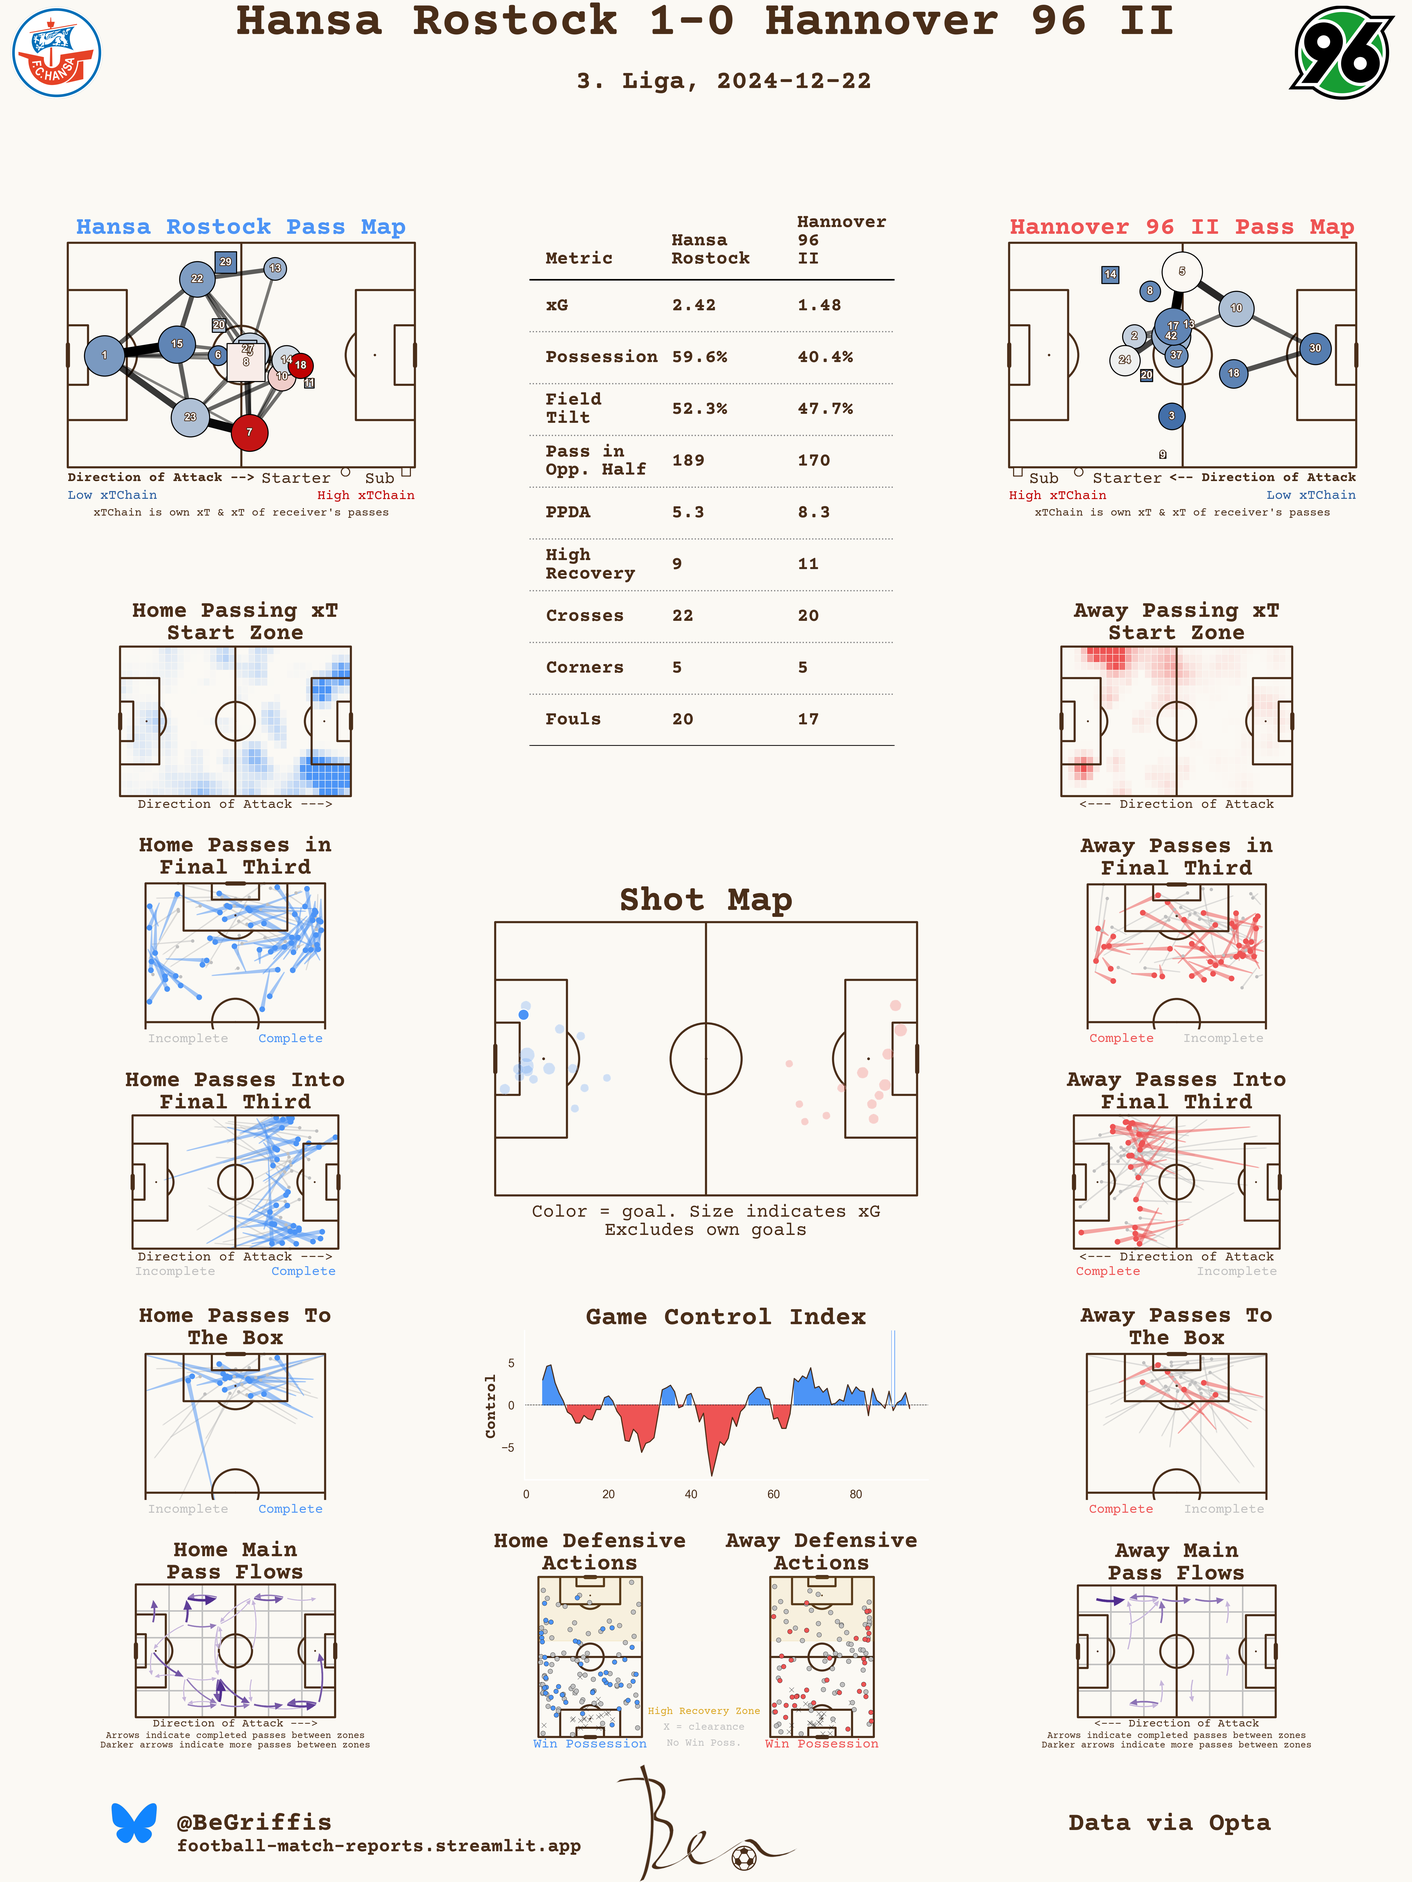 Hansa Rostock 1-0 Hannover 96 II
3. Liga, 2024-12-22
F.C. HANSA
96
Hansa Rostock Pass Map
29
13
22
20
15
1
6
27
5
8
14
18
10
11
23
7
Direction of Attack --> Starter Sub
Low xTChain High xTChain
xTChain is own xT & xT of receiver's passes
Metric Hansa Rostock Hannover 96 II
xG 2.42 1.48
Possession 59.6% 40.4%
Field Tilt 52.3% 47.7%
Pass in Opp. Half 189 170
PPDA 5.3 8.3
High Recovery 9 11
Crosses 22 20
Corners 5 5
Fouls 20 17
Hannover 96 II Pass Map
5
14
8
10
17
13
2
42
30
24
37
20
18
3
9
Sub Starter <-- Direction of Attack
High xTChain Low xTChain
xTChain is own xT & xT of receiver's passes
Home Passing xT
Start Zone
Direction of Attack --->
Away Passing xT
Start Zone
<--- Direction of Attack
Home Passes in
Final Third
Incomplete Complete
Away Passes in
Final Third
Complete Incomplete
Shot Map
Color = goal. Size indicates xG
Excludes own goals
Home Passes Into
Final Third
Direction of Attack --->
Incomplete Complete
Away Passes Into
Final Third
<--- Direction of Attack
Complete Incomplete
Home Passes To
The Box
Incomplete Complete
Game Control Index
Control
5
0
−5
0 20 40 60 80
Away Passes To
The Box
Complete Incomplete
Home Main
Pass Flows
Direction of Attack --->
Arrows indicate completed passes between zones
Darker arrows indicate more passes between zones
Home Defensive
Actions
Win Possession
High Recovery Zone
X = clearance
No Win Poss.
Away Defensive
Actions
Win Possession
Away Main
Pass Flows
<--- Direction of Attack
Arrows indicate completed passes between zones
Darker arrows indicate more passes between zones
@BeGriffis
football-match-reports.streamlit.app
Ben
Data via Opta